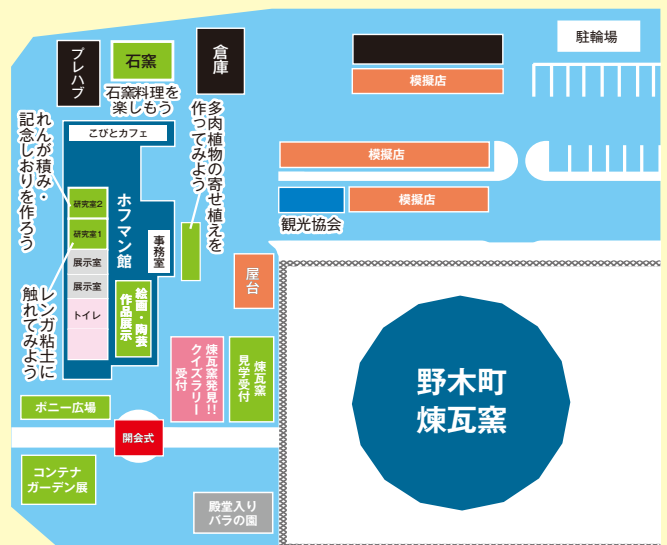 プレハブ
石窯
石窯料理を
楽しもう
倉庫
駐輪場
模擬店
多肉植物の寄せ植えを
作ってみよう
れんが積み・
記念しおりを作ろう
こびとカフェ
模擬店
ホフマン館
研究室2
研究室1
模擬店
観光協会
事務室
展示室
展示室
屋台
レンガ粘土に
触れてみよう
トイレ
絵画・陶芸
作品展示
煉瓦窯発見!!
クイズラリー
受付
煉瓦窯
見学受付
野木町
煉瓦窯
ポニー広場
開会式
コンテナ
ガーデン展
殿堂入り
バラの園